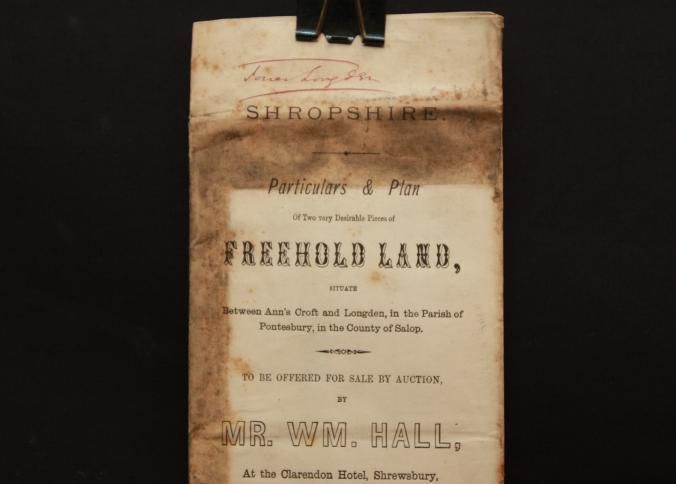 Longden
SHROPSHIRE.
Particulars & Plan
Of Two very Desirable Pieces of
FREEHOLD LAND,
SITUATE
Between Ann's Croft and Longden, in the Parish of
Pontesbury, in the County of Salop.
TO BE OFFERED FOR SALE BY AUCTION,
BY
MR. WM. HALL,
At the Clarendon Hotel, Shrewsbury,